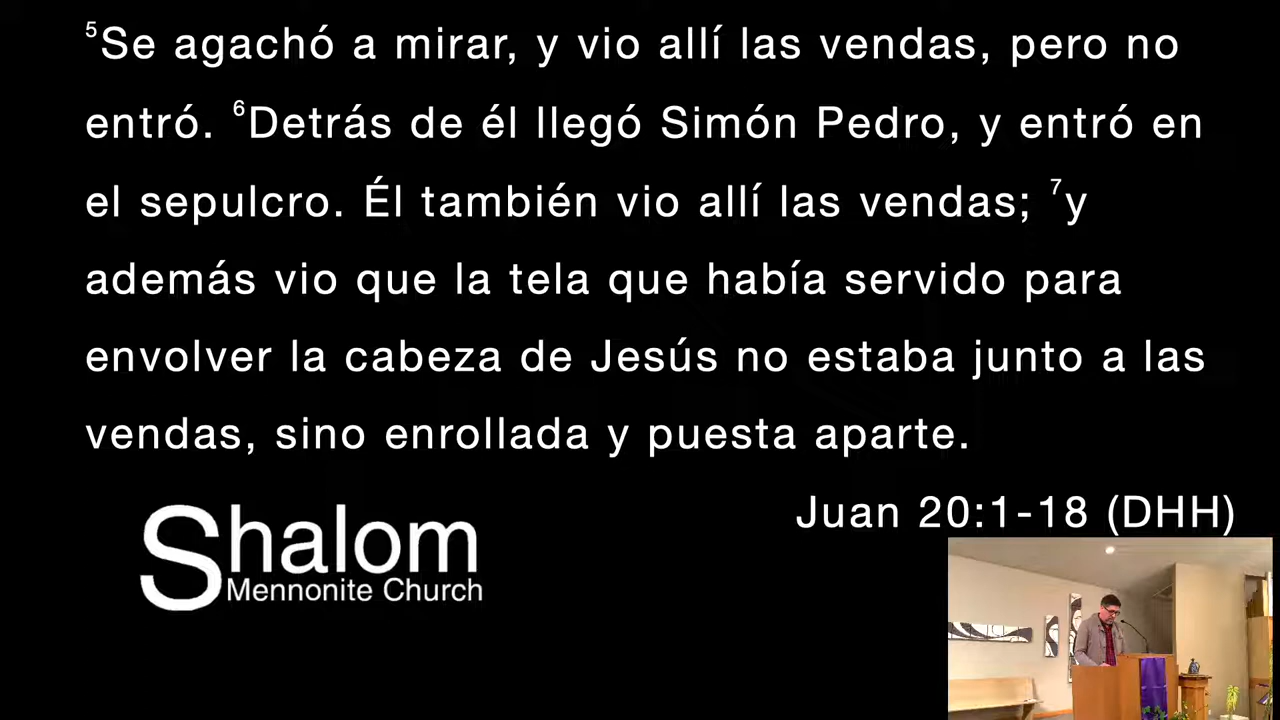 ⁵Se agachó a mirar, y vio allí las vendas, pero no
entró. ⁶Detrás de él llegó Simón Pedro, y entró en
el sepulcro. Él también vio allí las vendas; ⁷y
además vio que la tela que había servido para
envolver la cabeza de Jesús no estaba junto a las
vendas, sino enrollada y puesta aparte.
Juan 20:1-18 (DHH)
Shalom
Mennonite Church